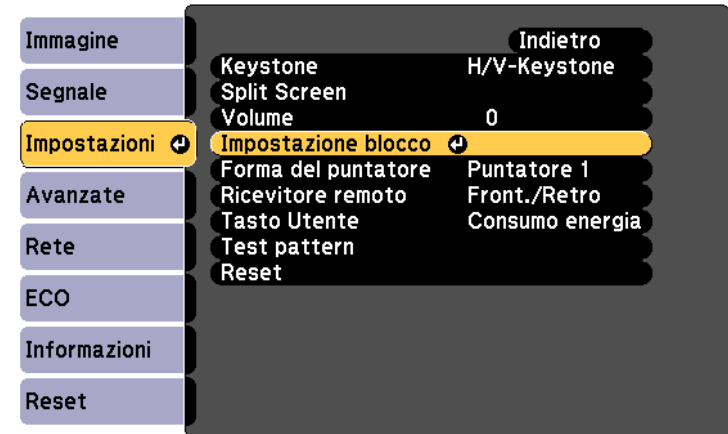 Immagine
Segnale
Impostazioni
Avanzate
Rete
ECO
Informazioni
Reset
Indietro
Keystone H/V-Keystone
Split Screen
Volume 0
Impostazione blocco
Forma del puntatore Puntatore 1
Ricevitore remoto Front./Retro
Tasto Utente Consumo energia
Test pattern
Reset